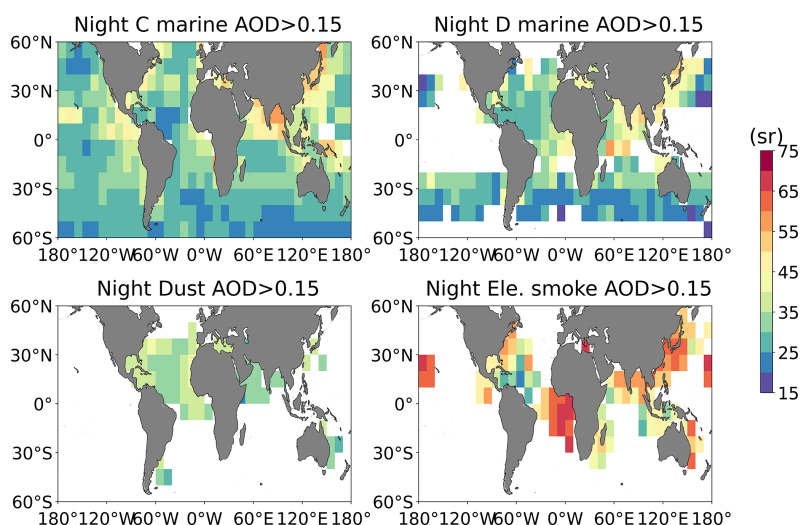 Night C marine AOD>0.15
Night D marine AOD>0.15
60°N
30°N
0°
30°S
60°S
180°
120°W
60°W
0°W
60°E
120°E
180°
60°N
30°N
0°
30°S
60°S
180°
120°W
60°W
0°W
60°E
120°E
180°
Night Dust AOD>0.15
Night Ele. smoke AOD>0.15
60°N
30°N
0°
30°S
60°S
180°
120°W
60°W
0°W
60°E
120°E
180°
60°N
30°N
0°
30°S
60°S
180°
120°W
60°W
0°W
60°E
120°E
180°
(sr)
75
65
55
45
35
25
15